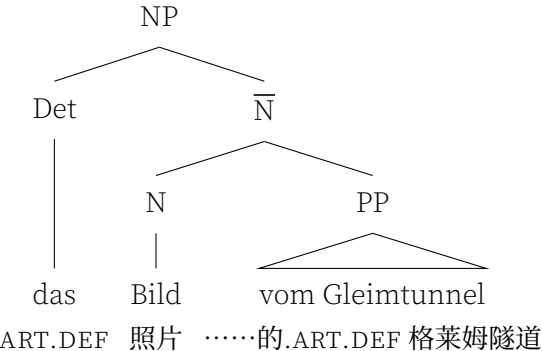 NP
Det N̅
N PP
das Bild vom Gleimtunnel
ART.DEF 照片 ……的.ART.DEF 格莱姆隧道